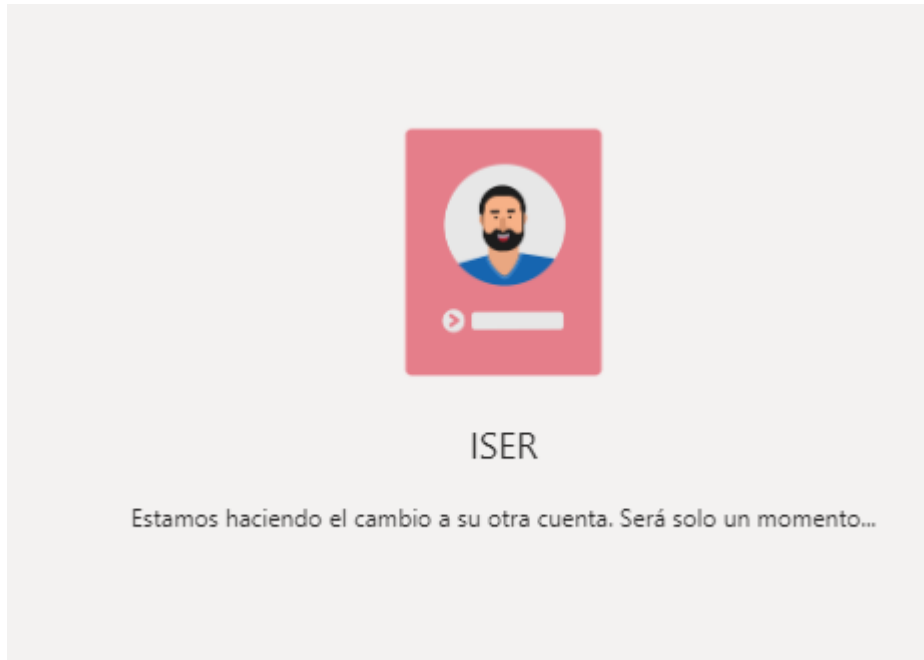 ISER
Estamos haciendo el cambio a su otra cuenta. Será solo un momento...